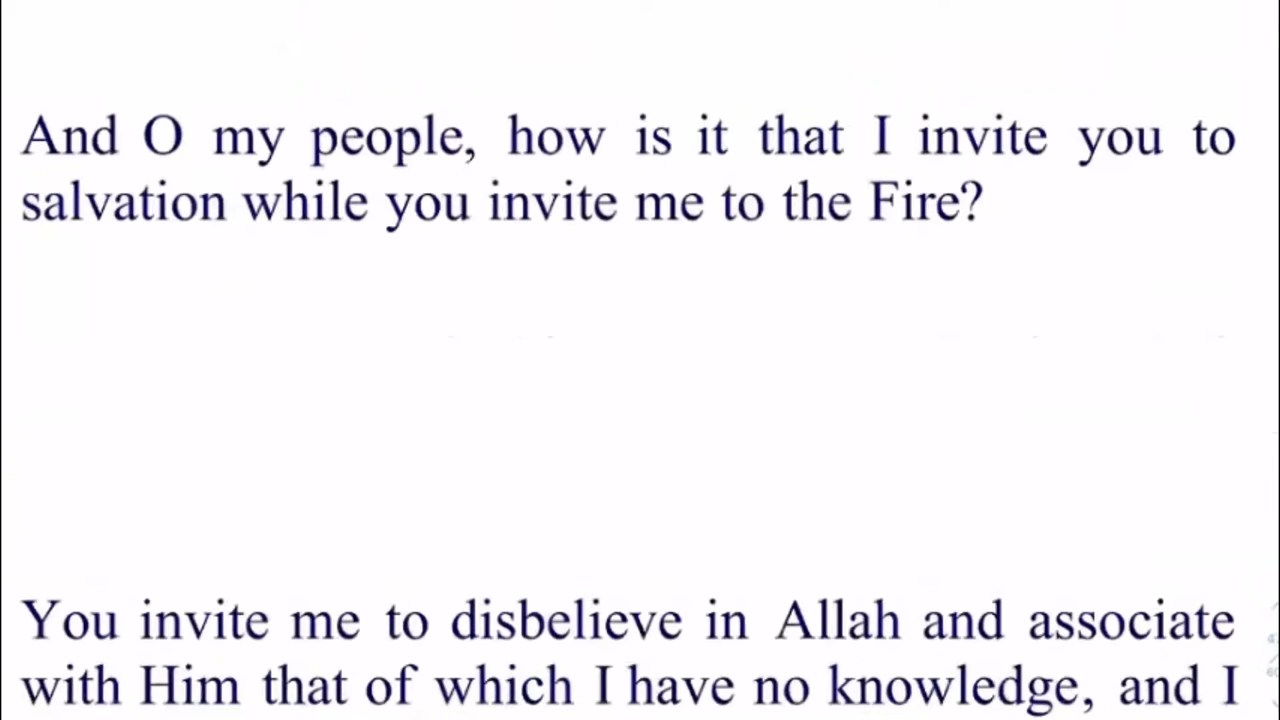 And O my people, how is it that I invite you to
salvation while you invite me to the Fire?
You invite me to disbelieve in Allah and associate
with Him that of which I have no knowledge, and I